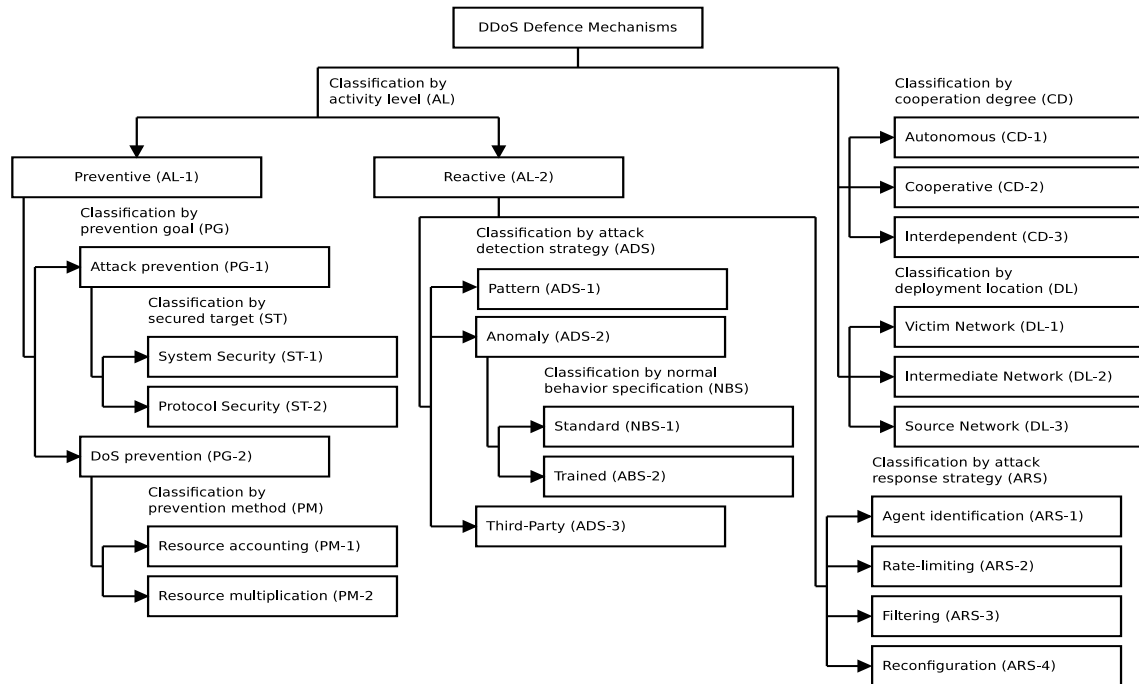 DDoS Defence Mechanisms
Classification by
activity level (AL)
Preventive (AL-1)
Classification by
prevention goal (PG)
Attack prevention (PG-1)
Classification by
secured target (ST)
System Security (ST-1)
Protocol Security (ST-2)
DoS prevention (PG-2)
Classification by
prevention method (PM)
Resource accounting (PM-1)
Resource multiplication (PM-2
Reactive (AL-2)
Classification by attack
detection strategy (ADS)
Pattern (ADS-1)
Anomaly (ADS-2)
Classification by normal
behavior specification (NBS)
Standard (NBS-1)
Trained (ABS-2)
Third-Party (ADS-3)
Classification by attack
response strategy (ARS)
Agent identification (ARS-1)
Rate-limiting (ARS-2)
Filtering (ARS-3)
Reconfiguration (ARS-4)
Classification by
cooperation degree (CD)
Autonomous (CD-1)
Cooperative (CD-2)
Interdependent (CD-3)
Classification by
deployment location (DL)
Victim Network (DL-1)
Intermediate Network (DL-2)
Source Network (DL-3)